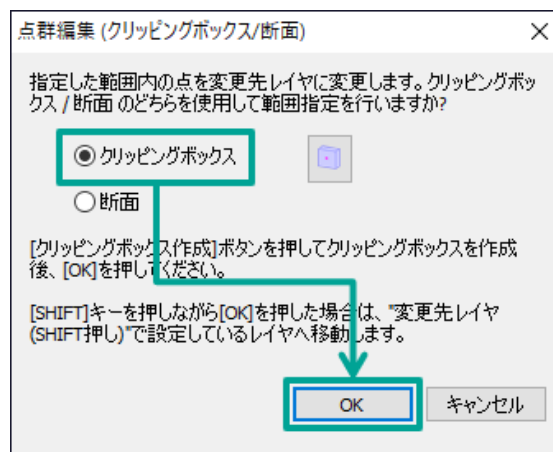 点群編集 (クリッピングボックス/断面)
指定した範囲内の点を変更先レイヤに変更します。クリッピングボッ
クス / 断面 のどちらを使用して範囲指定を行いますか?
クリッピングボックス
断面
[クリッピングボックス作成]ボタンを押してクリッピングボックスを作成
後、[OK]を押してください。
[SHIFT]キーを押しながら[OK]を押した場合は、"変更先レイヤ
(SHIFT押し)"で設定しているレイヤへ移動します。
OK
キャンセル